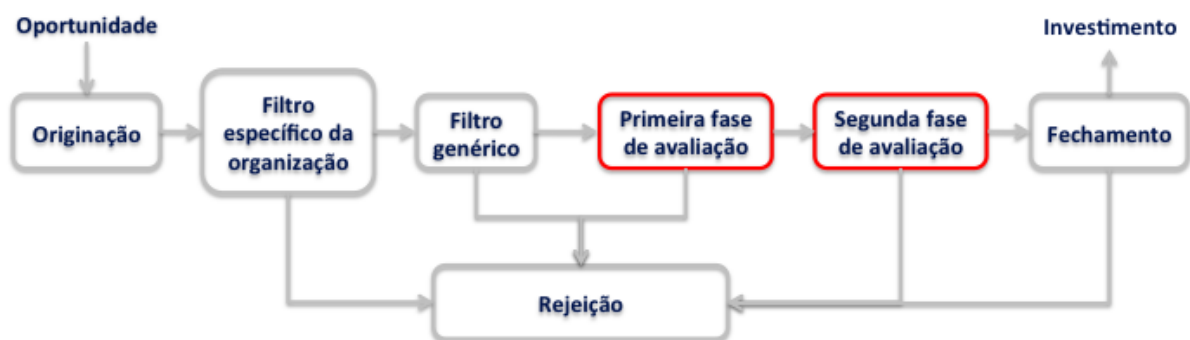 Oportunidade
Investimento
Originação
Filtro
específico da
organização
Filtro
genérico
Primeira fase
de avaliação
Segunda fase
de avaliação
Fechamento
Rejeição